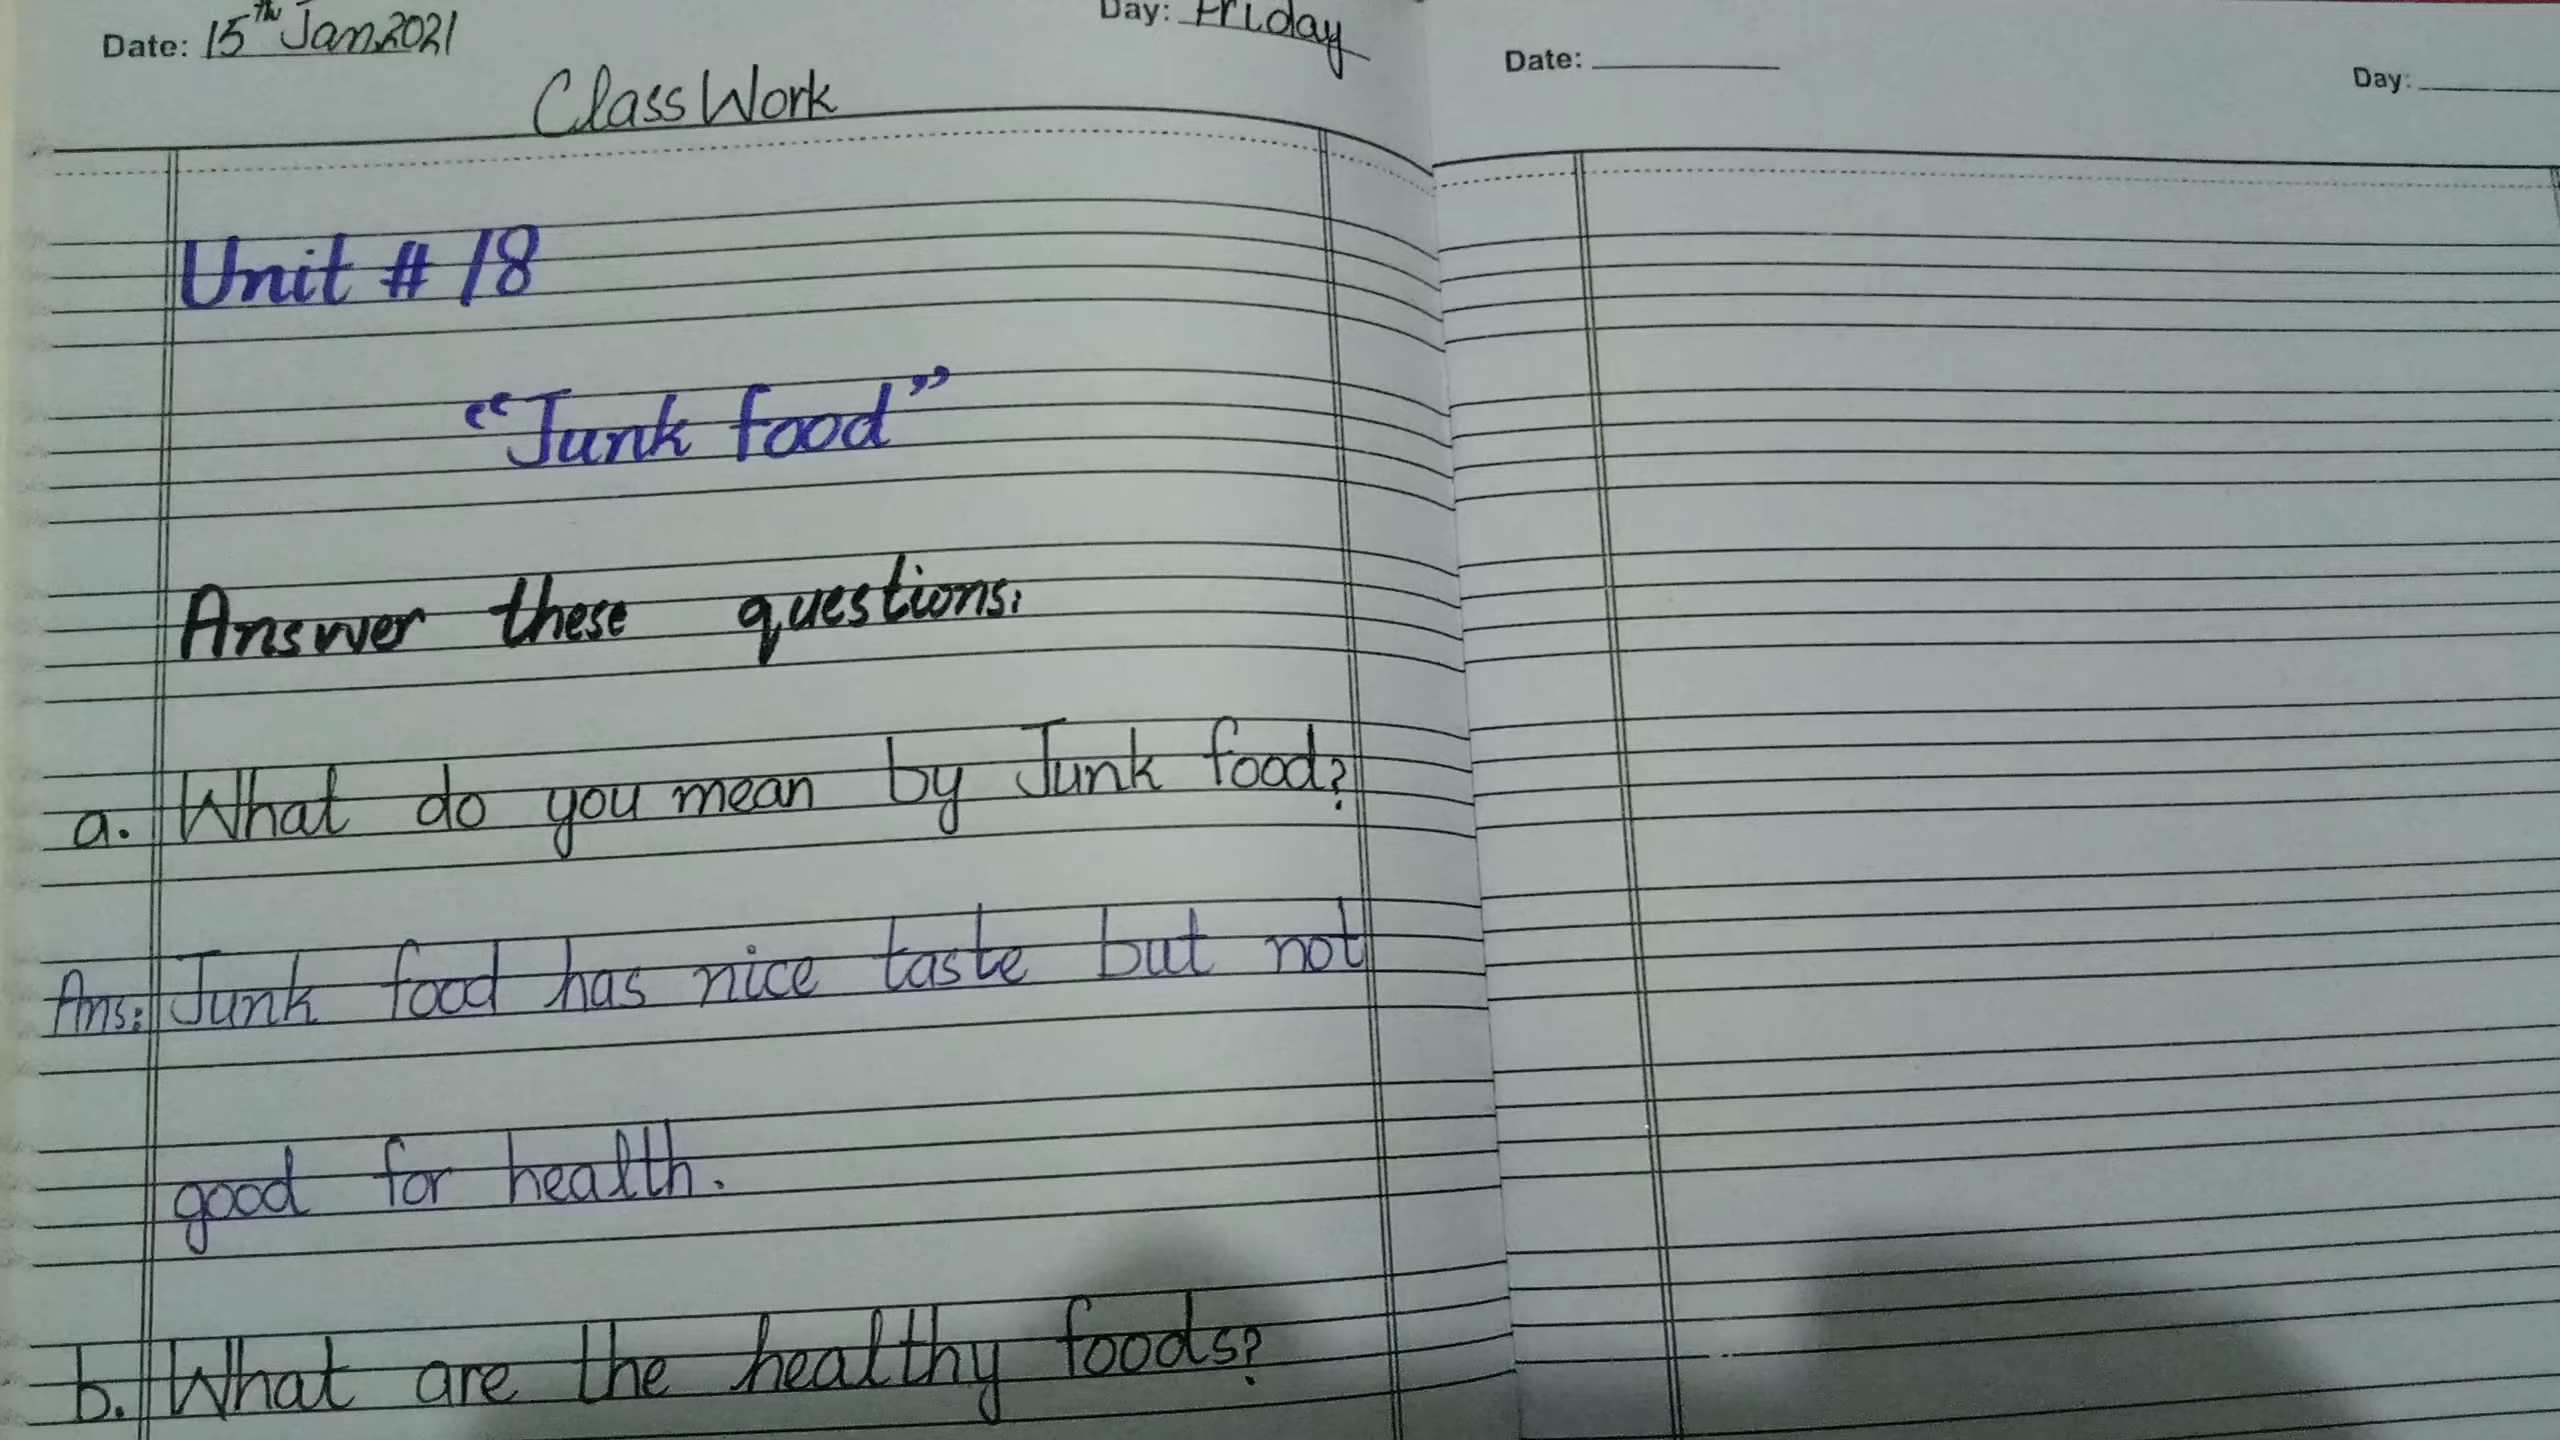 Date: 15th Jan,2021 Day: Friday
Class Work
Unit # 18
“Junk food”
Answer these questions.
a. What do you mean by Junk food?
Ans: Junk food has nice taste but not
good for health.
b. What are the healthy foods?
Date: Day: